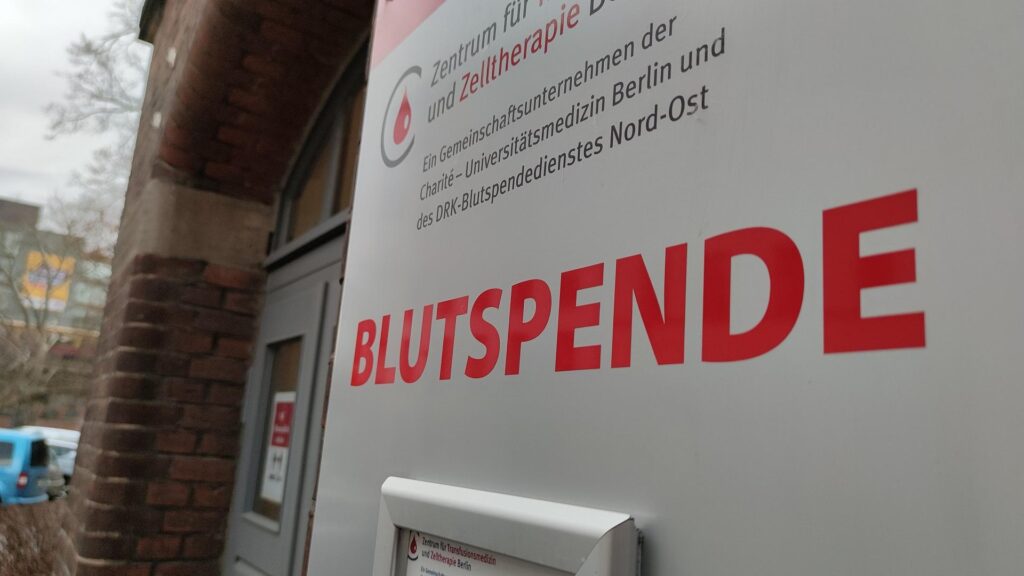 Zentrum für
und Zelltherapie
Ein Gemeinschaftsunternehmen der
Charité – Universitätsmedizin Berlin und
des DRK-Blutspendedienstes Nord-Ost
BLUTSPENDE
Zentrum für Transfusionsmedizin
und Zelltherapie Berlin